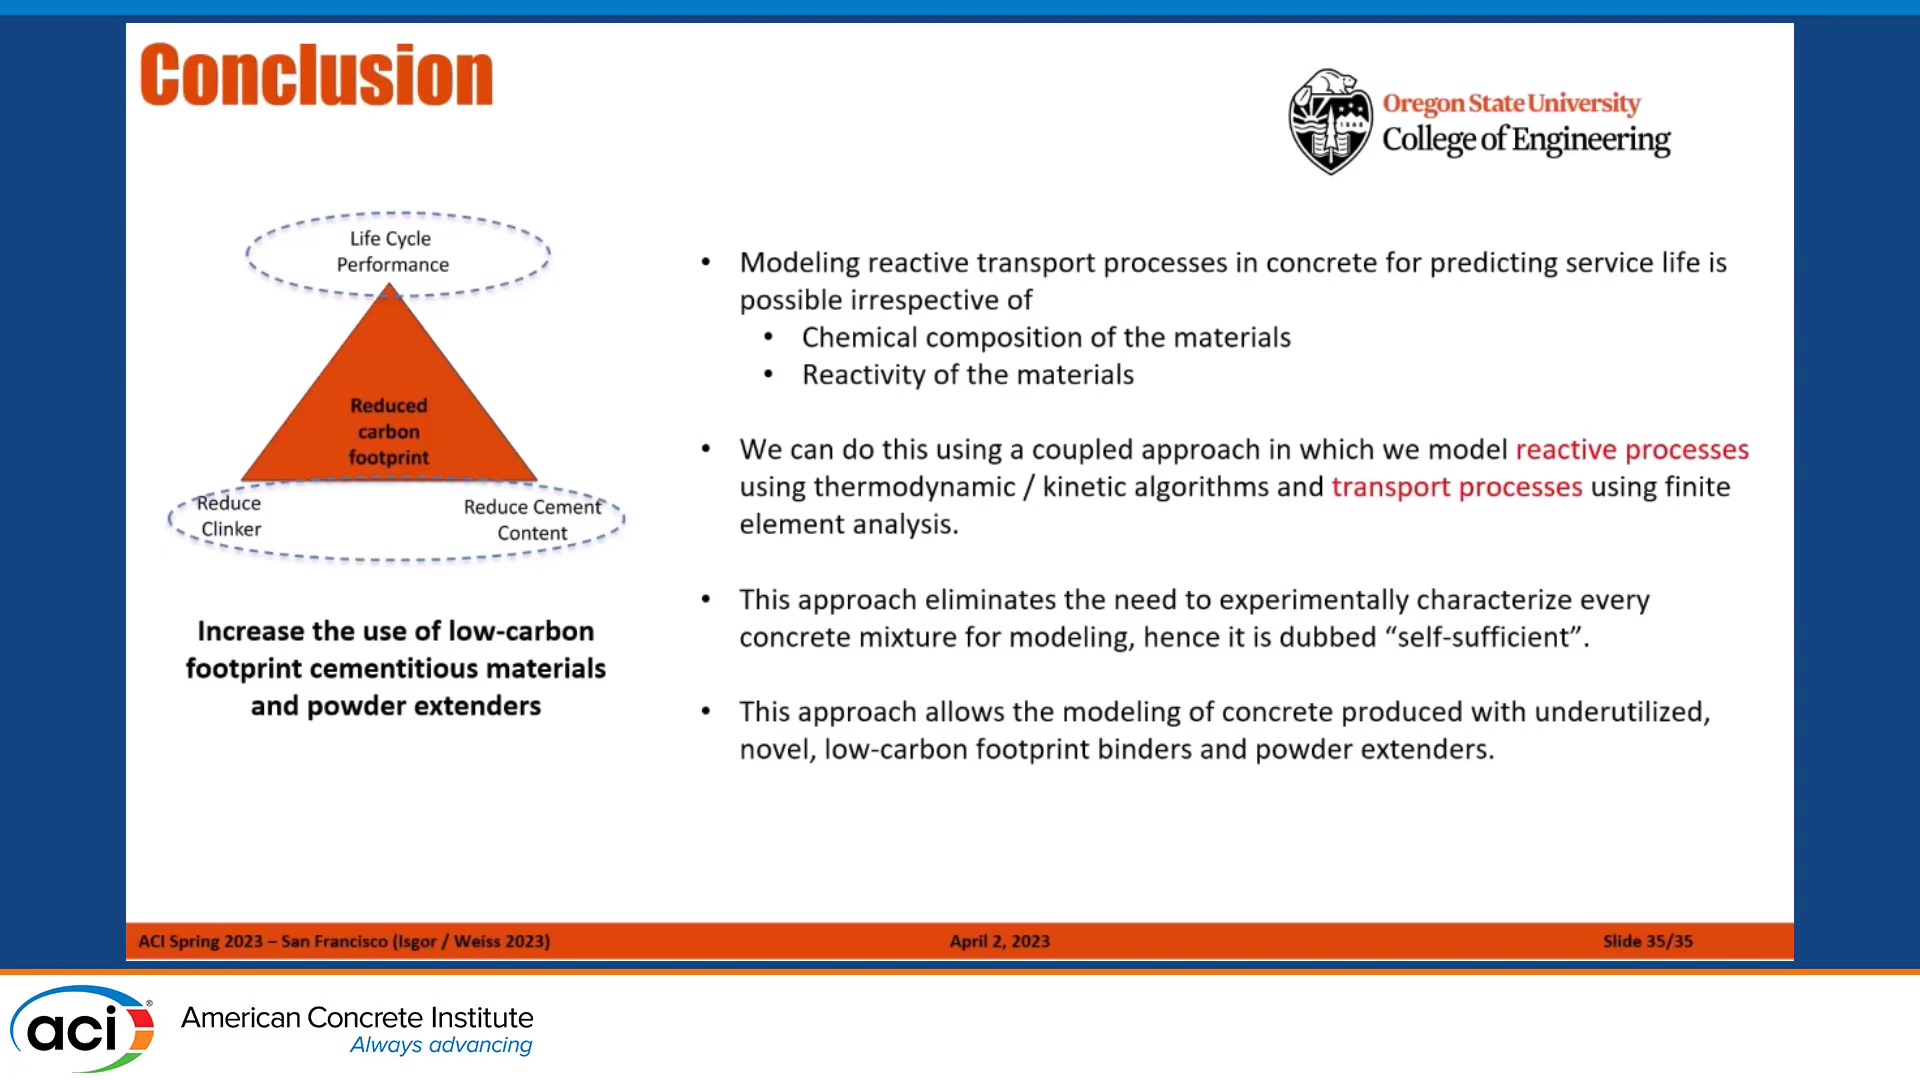 Conclusion
Oregon State University
College of Engineering
Life Cycle
Performance
Reduced
carbon
footprint
Reduce
Clinker
Reduce Cement
Content
Increase the use of low-carbon
footprint cementitious materials
and powder extenders
• Modeling reactive transport processes in concrete for predicting service life is
possible irrespective of
• Chemical composition of the materials
• Reactivity of the materials
• We can do this using a coupled approach in which we model reactive processes
using thermodynamic / kinetic algorithms and transport processes using finite
element analysis.
• This approach eliminates the need to experimentally characterize every
concrete mixture for modeling, hence it is dubbed “self-sufficient”.
• This approach allows the modeling of concrete produced with underutilized,
novel, low-carbon footprint binders and powder extenders.
ACI Spring 2023 – San Francisco (Isgor / Weiss 2023)
April 2, 2023
Slide 35/35
aci®
American Concrete Institute
Always advancing